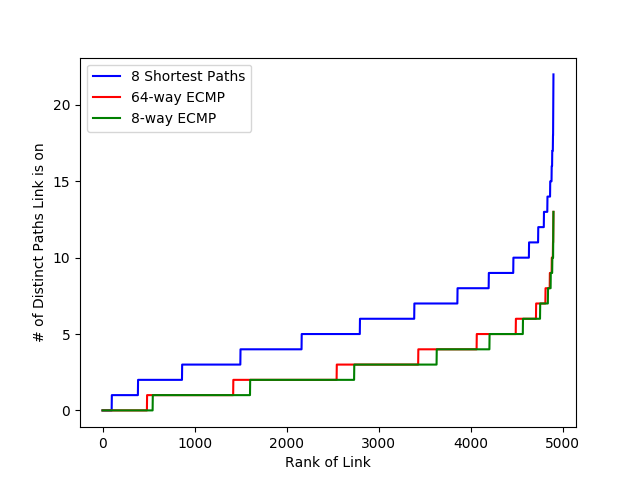 8 Shortest Paths
64-way ECMP
8-way ECMP
# of Distinct Paths Link is on
20
15
10
5
0
0 1000 2000 3000 4000 5000
Rank of Link